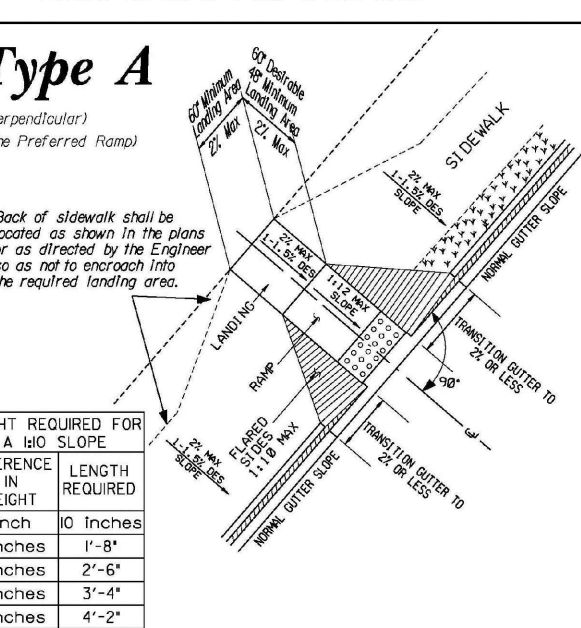 Type A
erpendicular)
ne Preferred Ramp)
60" Minimum
Landing Area
2% Max
60" Desirable
48" Minimum
Landing Area
2% Max
SIDEWALK
2% MAX
1-1.5% DES
SLOPE
Back of sidewalk shall be
ocated as shown in the plans
or as directed by the Engineer
so as not to encroach into
he required landing area.
2% MAX
1-1.5% DES
1:12 MAX
SLOPE
NORMAL GUTTER SLOPE
LANDING
RAMP
TRANSITION GUTTER TO
2% OR LESS
90°
FLARED
SIDES
1:10 MAX
2% MAX
1-1.5% DES
SLOPE
TRANSITION GUTTER TO
2% OR LESS
NORMAL GUTTER SLOPE
HT REQUIRED FOR
A 1:10 SLOPE
ERENCE
IN
EIGHT
LENGTH
REQUIRED
nch 10 inches
nches 1'-8"
nches 2'-6"
nches 3'-4"
nches 4'-2"